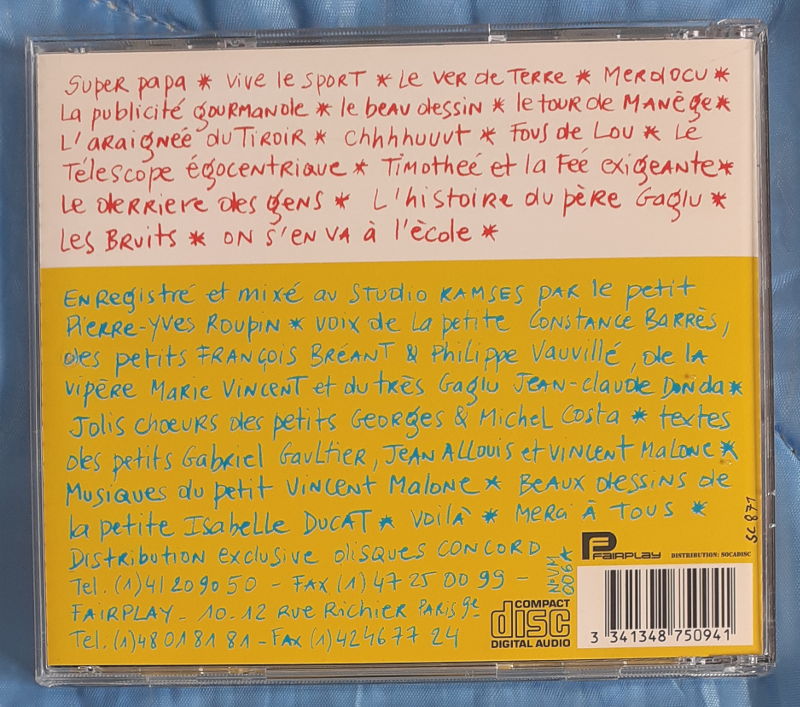 Super papa * Vive le sport * Le ver de Terre * Merdocu *
La publicité gourmande * le beau dessin * le tour de Manège *
L'araignée du Tiroir * Chhhhuuut * Fous de Lou * Le
Télescope égocentrique * Timotheé et la Fée exigeante *
Le derriere des gens * L'histoire du père Gaglu *
Les Bruits * On s'en va à l'ècole *
Enregistré et mixé au Studio RAMSES par le petit
Pierre-Yves Roupin * voix de la petite Constance Barrès,
des petits François Bréant & Philippe Vauvillé, de la
vipère Marie Vincent et du très Gaglu Jean-claude Donda *
Jolis choeurs des petits Georges & Michel Costa * textes
des petits Gabriel Gaultier, Jean Allouis et Vincent Malone *
Musiques du petit Vincent Malone * Beaux dessins de
la petite Isabelle Ducat * Voilà * Merci à Tous *
Distribution exclusive disques CONCORD
Tel. (1) 41 20 90 50 - FAX (1) 47 25 00 99 -
FAIRPLAY - 10.12 Rue Richier Paris 9e
Tel. (1) 48 01 81 81 - Fax (1) 42 46 77 24
N°VM
006
SC 871
FAIRPLAY
DISTRIBUTION: SOCADISC
COMPACT
disc
DIGITAL AUDIO
3 341348 750941